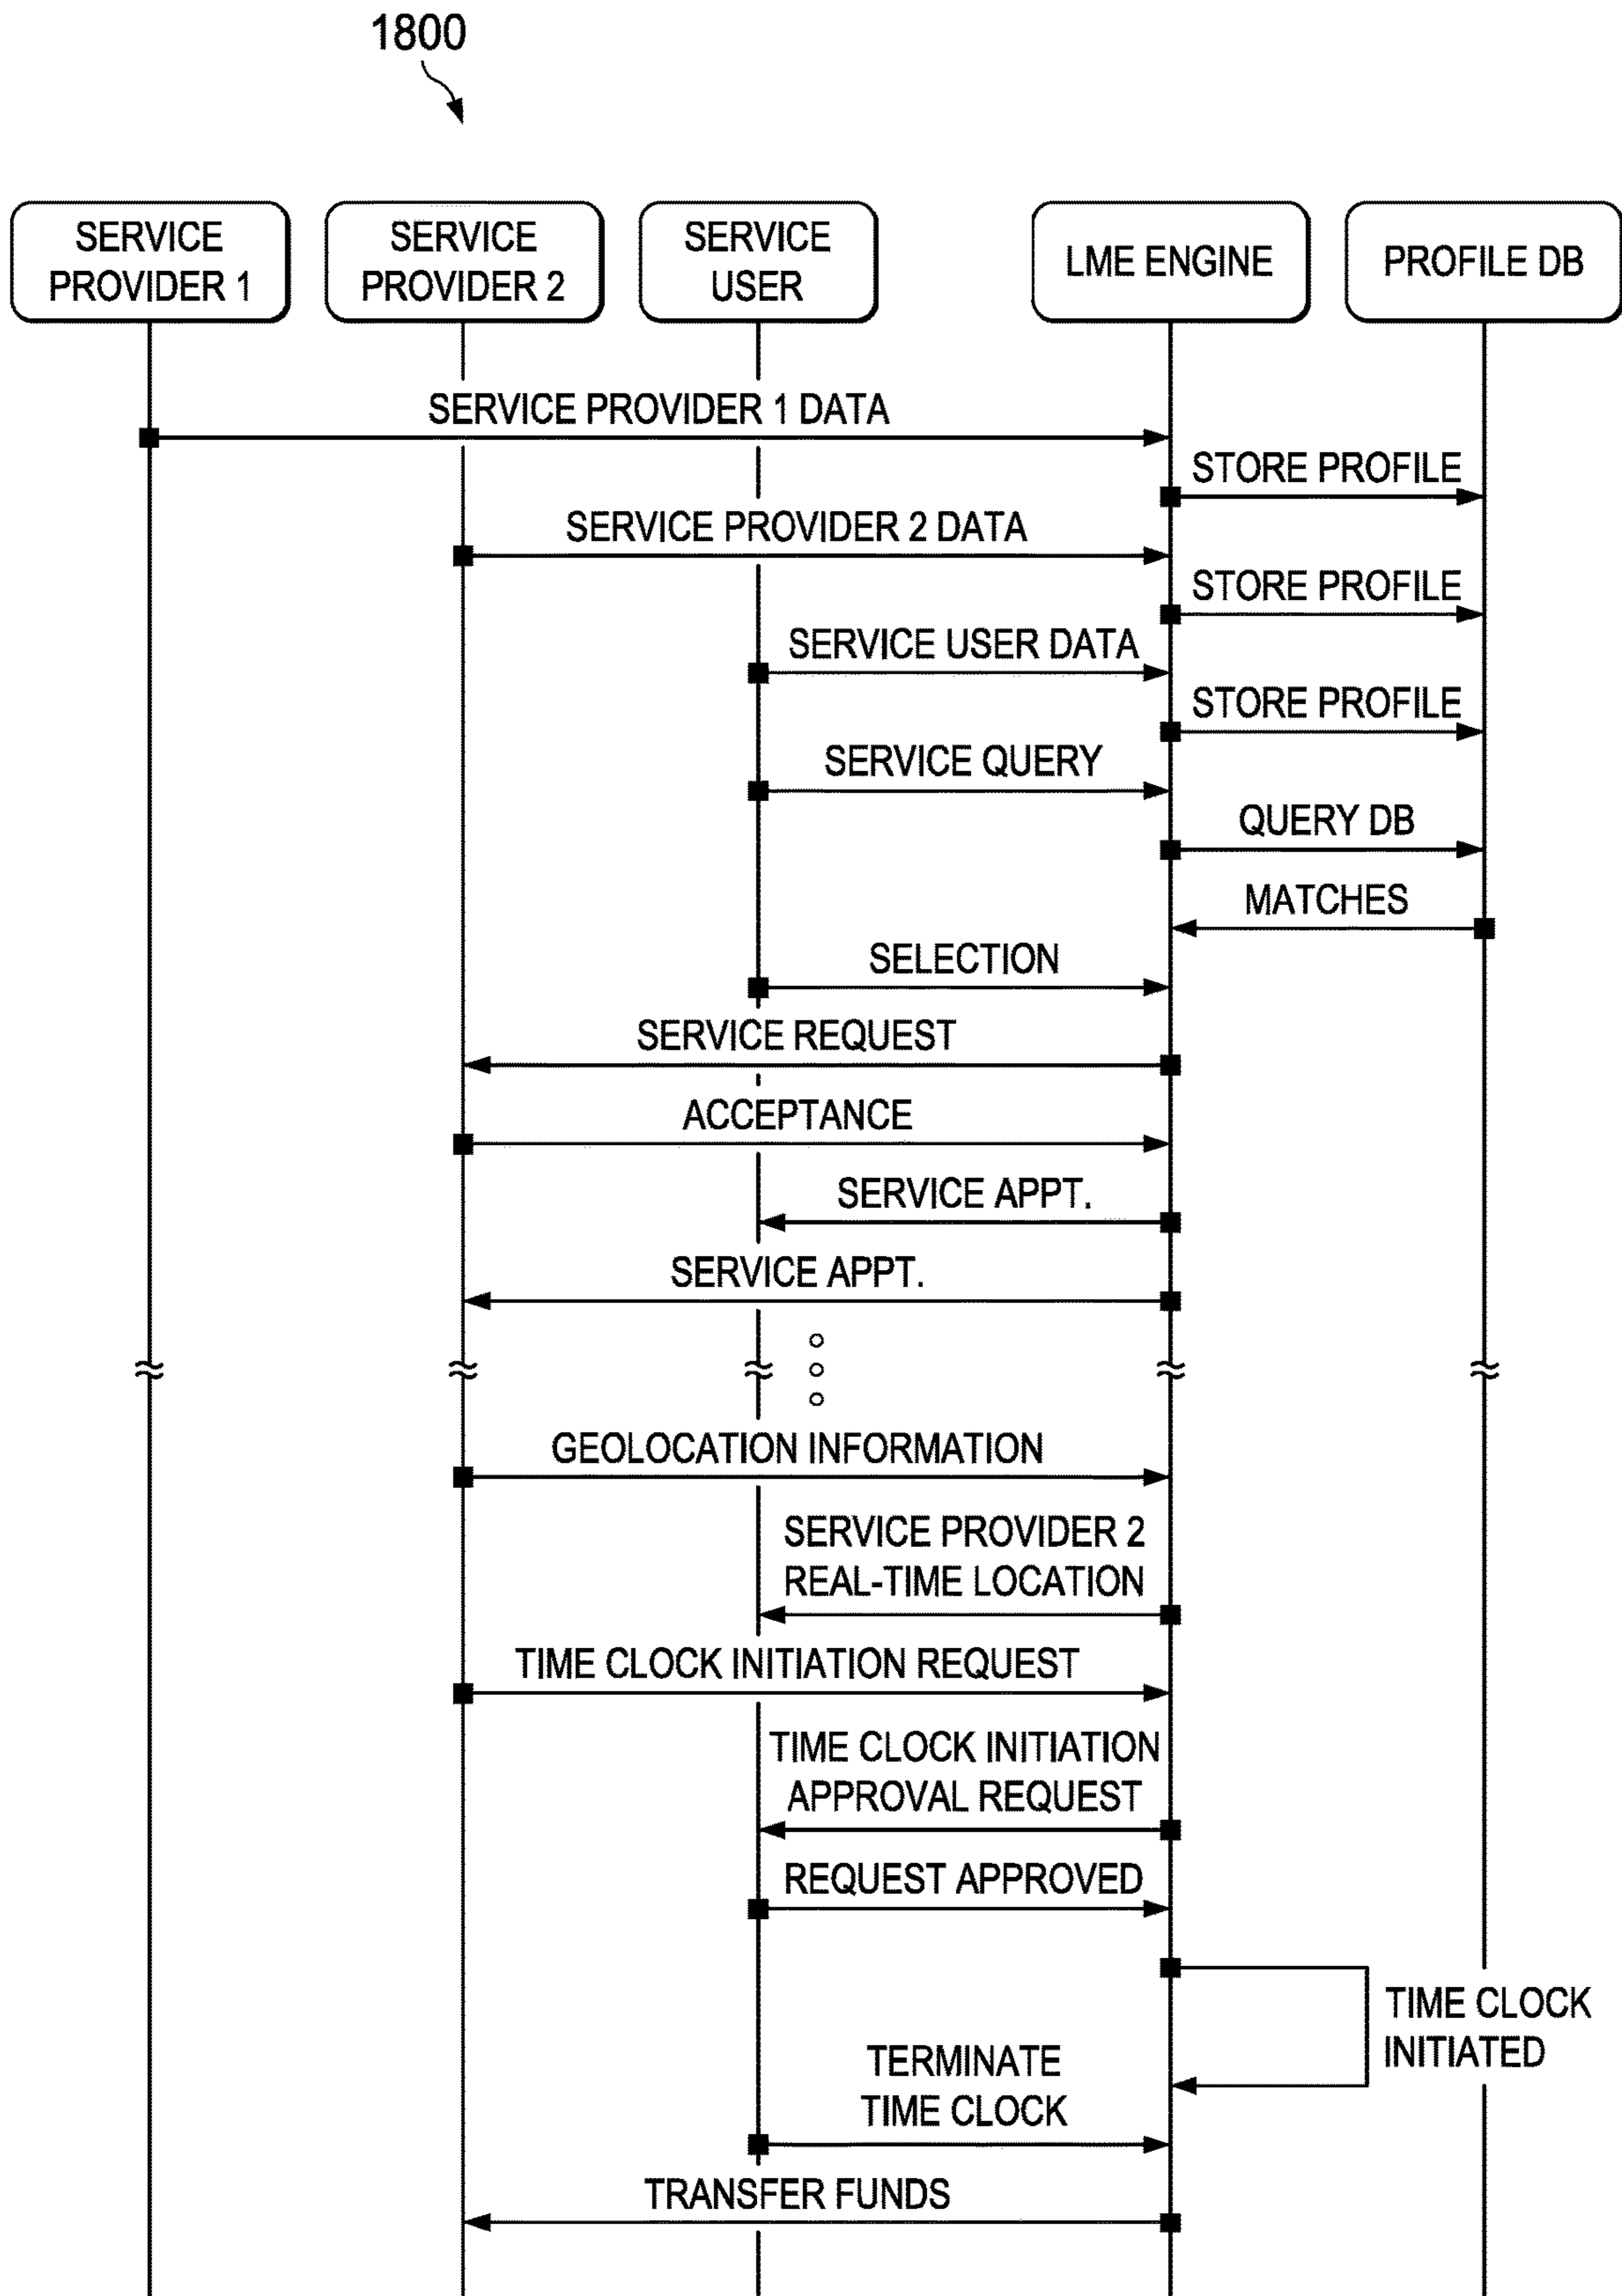 1800
SERVICE
PROVIDER 1
SERVICE
PROVIDER 2
SERVICE
USER
LME ENGINE
PROFILE DB
SERVICE PROVIDER 1 DATA
STORE PROFILE
SERVICE PROVIDER 2 DATA
STORE PROFILE
SERVICE USER DATA
STORE PROFILE
SERVICE QUERY
QUERY DB
MATCHES
SELECTION
SERVICE REQUEST
ACCEPTANCE
SERVICE APPT.
SERVICE APPT.
GEOLOCATION INFORMATION
SERVICE PROVIDER 2
REAL-TIME LOCATION
TIME CLOCK INITIATION REQUEST
TIME CLOCK INITIATION
APPROVAL REQUEST
REQUEST APPROVED
TIME CLOCK
INITIATED
TERMINATE
TIME CLOCK
TRANSFER FUNDS